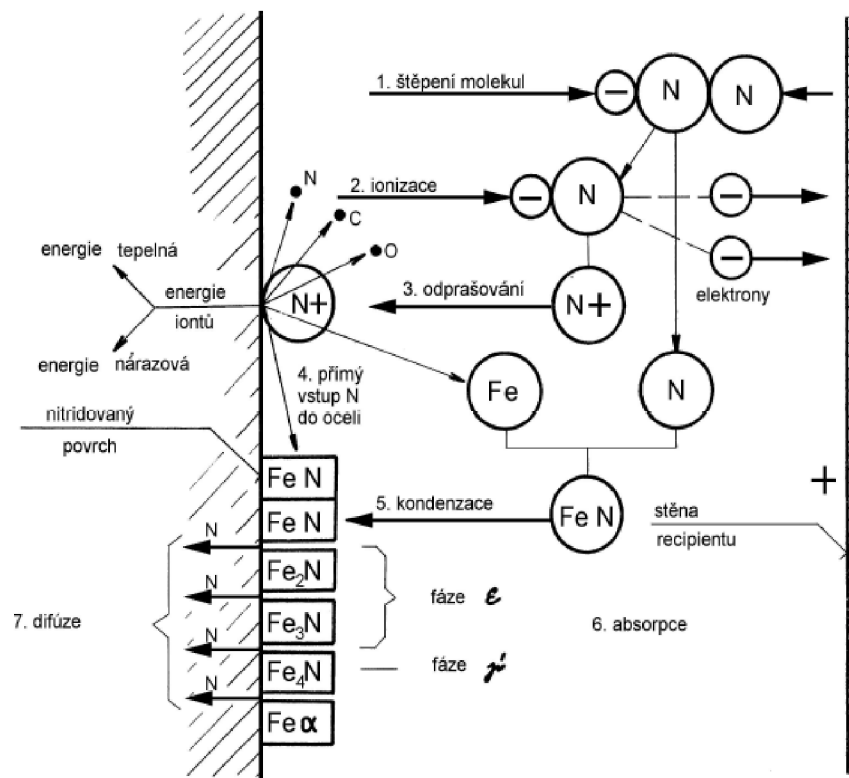 1. štěpení molekul
− N N
N
2. ionizace
− N
−
C
O
−
elektrony
energie tepelná
energie
iontů
N+
3. odprašování
N+
energie nárazová
4. přímý
vstup N
do oceli
Fe
N
nitridovaný
povrch
Fe N
Fe N
5. kondenzace
Fe N
+
stěna
recipientu
N
Fe2N
N
fáze ε
7. difúze
Fe3N
6. absorpce
N
Fe4N
fáze
N
Fe α